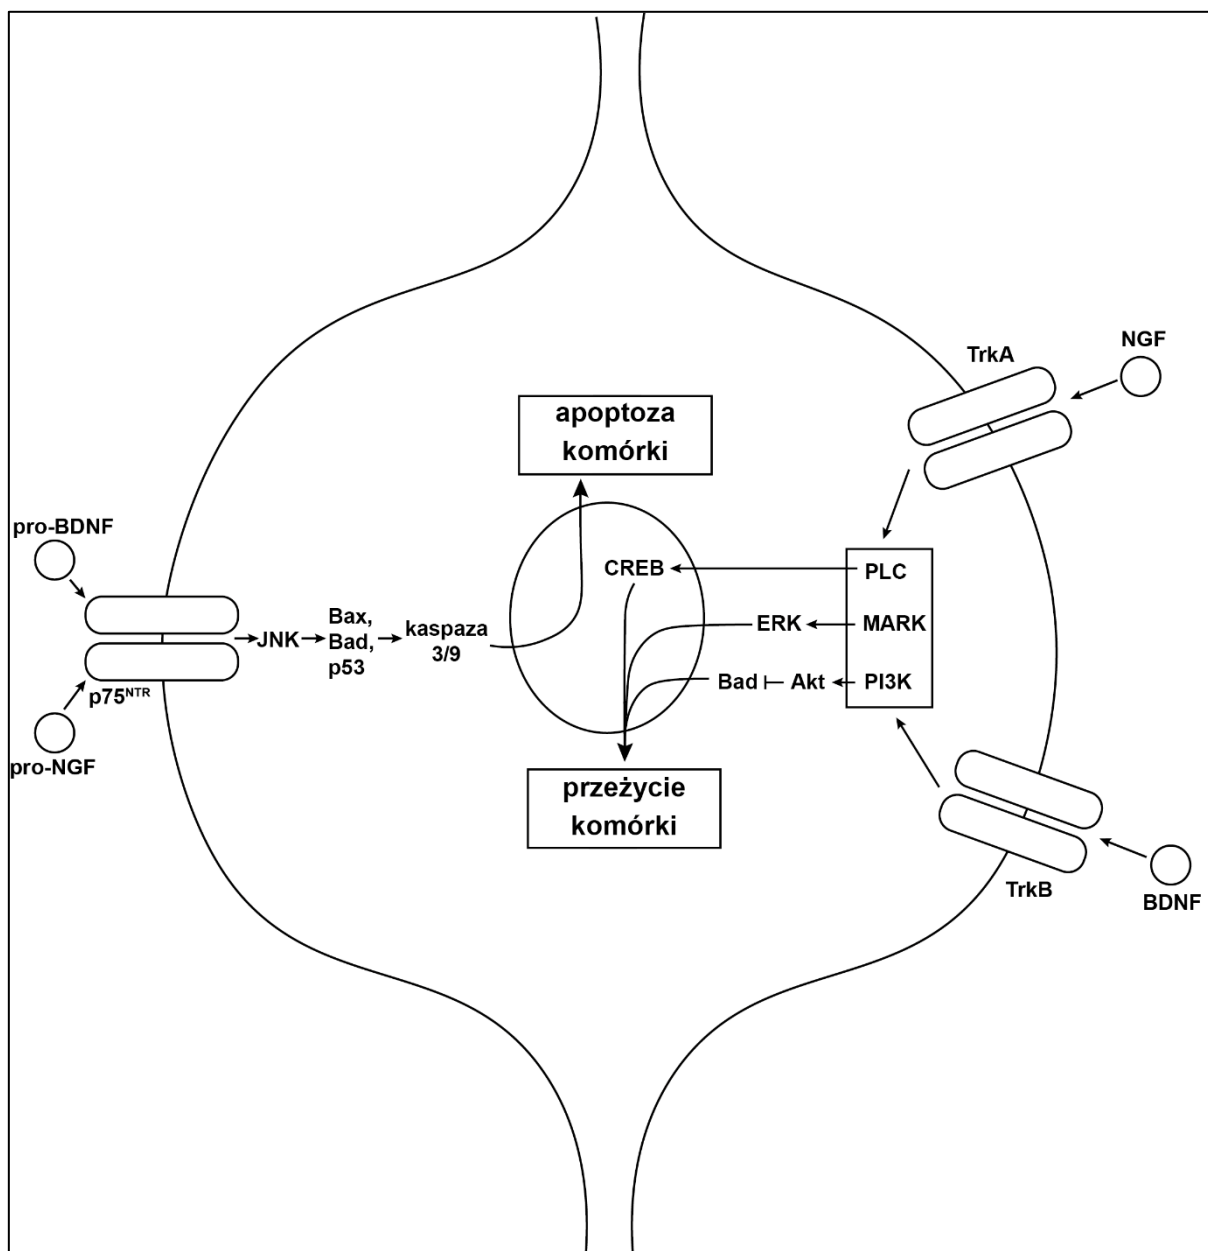 NGF
TrkA
apoptoza
komórki
pro-BDNF
CREB
PLC
Bax,
Bad,
p53
JNK
kaspaza
3/9
ERK
MARK
Bad
Akt
PI3K
p75NTR
pro-NGF
przeżycie
komórki
TrkB
BDNF